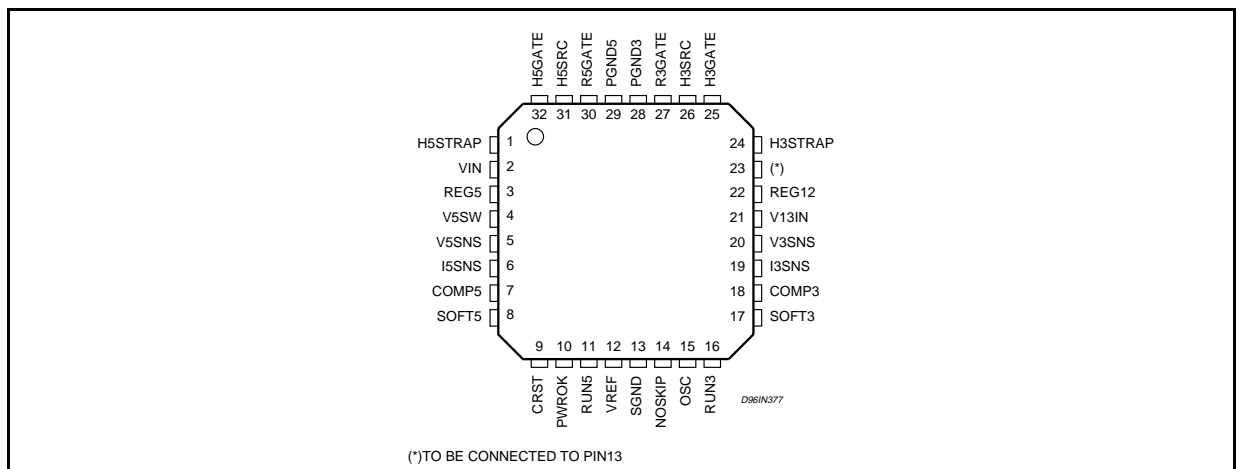 H5GATE
H5SRC
R5GATE
PGND5
PGND3
R3GATE
H3SRC
H3GATE
32 31 30 29 28 27 26 25
H5STRAP 1 24 H3STRAP
VIN 2 23 (*)
REG5 3 22 REG12
V5SW 4 21 V13IN
V5SNS 5 20 V3SNS
I5SNS 6 19 I3SNS
COMP5 7 18 COMP3
SOFT5 8 17 SOFT3
9 10 11 12 13 14 15 16
CRST
PWROK
RUN5
VREF
SGND
NOSKIP
OSC
RUN3
D96IN377
(*)TO BE CONNECTED TO PIN13